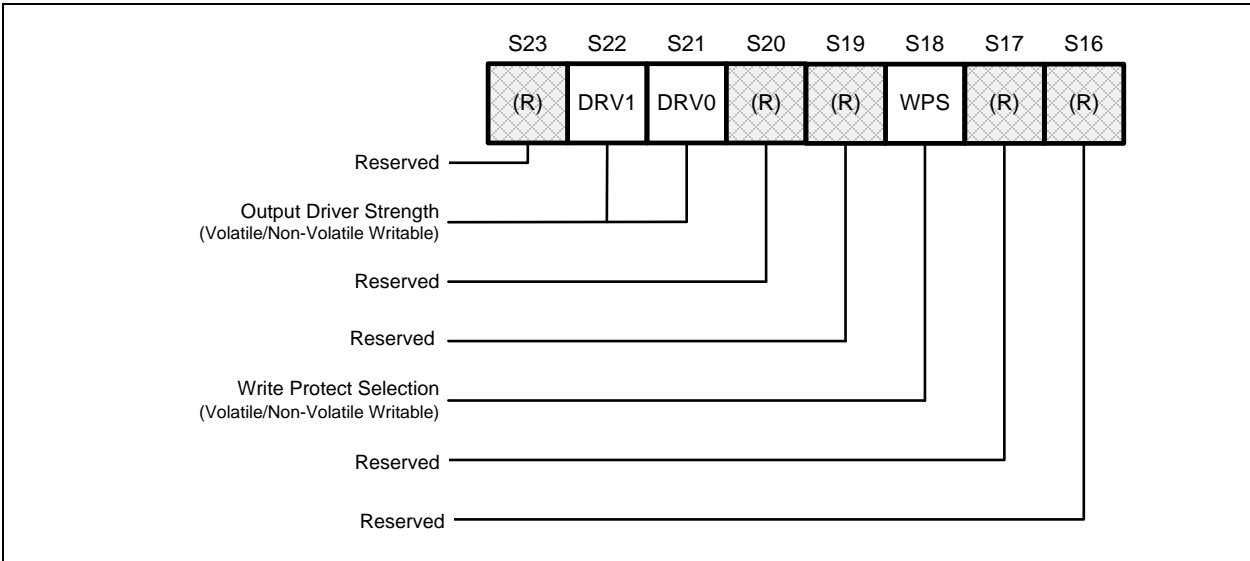 S23 S22 S21 S20 S19 S18 S17 S16
(R) DRV1 DRV0 (R) (R) WPS (R) (R)
Reserved
Output Driver Strength
(Volatile/Non-Volatile Writable)
Reserved
Reserved
Write Protect Selection
(Volatile/Non-Volatile Writable)
Reserved
Reserved